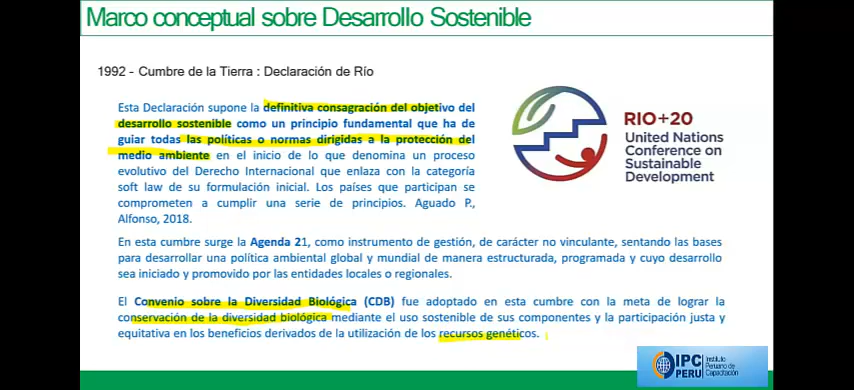 Marco conceptual sobre Desarrollo Sostenible
1992 - Cumbre de la Tierra : Declaración de Río
Esta Declaración supone la definitiva consagración del objetivo del
desarrollo sostenible como un principio fundamental que ha de
guiar todas las políticas o normas dirigidas a la protección del
medio ambiente en el inicio de lo que denomina un proceso
evolutivo del Derecho Internacional que enlaza con la categoría
soft law de su formulación inicial. Los países que participan se
comprometen a cumplir una serie de principios. Aguado P.,
Alfonso, 2018.
RIO+20
United Nations
Conference on
Sustainable
Development
En esta cumbre surge la Agenda 21, como instrumento de gestión, de carácter no vinculante, sentando las bases
para desarrollar una política ambiental global y mundial de manera estructurada, programada y cuyo desarrollo
sea iniciado y promovido por las entidades locales o regionales.
El Convenio sobre la Diversidad Biológica (CDB) fue adoptado en esta cumbre con la meta de lograr la
conservación de la diversidad biológica mediante el uso sostenible de sus componentes y la participación justa y
equitativa en los beneficios derivados de la utilización de los recursos genéticos.
IPC
PERU
Instituto
Peruano de
Capacitación